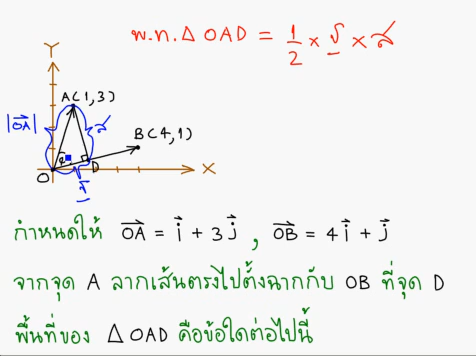 พ.ท.△OAD = 1/2 × ฐ × ส
Y
A(1,3)
|OA⃗|
ส
B(4,1)
O
D
X
ฐ
กำหนดให้ OA⃗ = i⃗ + 3j⃗ , OB⃗ = 4i⃗ + j⃗
จากจุด A ลากเส้นตรงไปตั้งฉากกับ OB ที่จุด D
พื้นที่ของ △OAD คือข้อใดต่อไปนี้